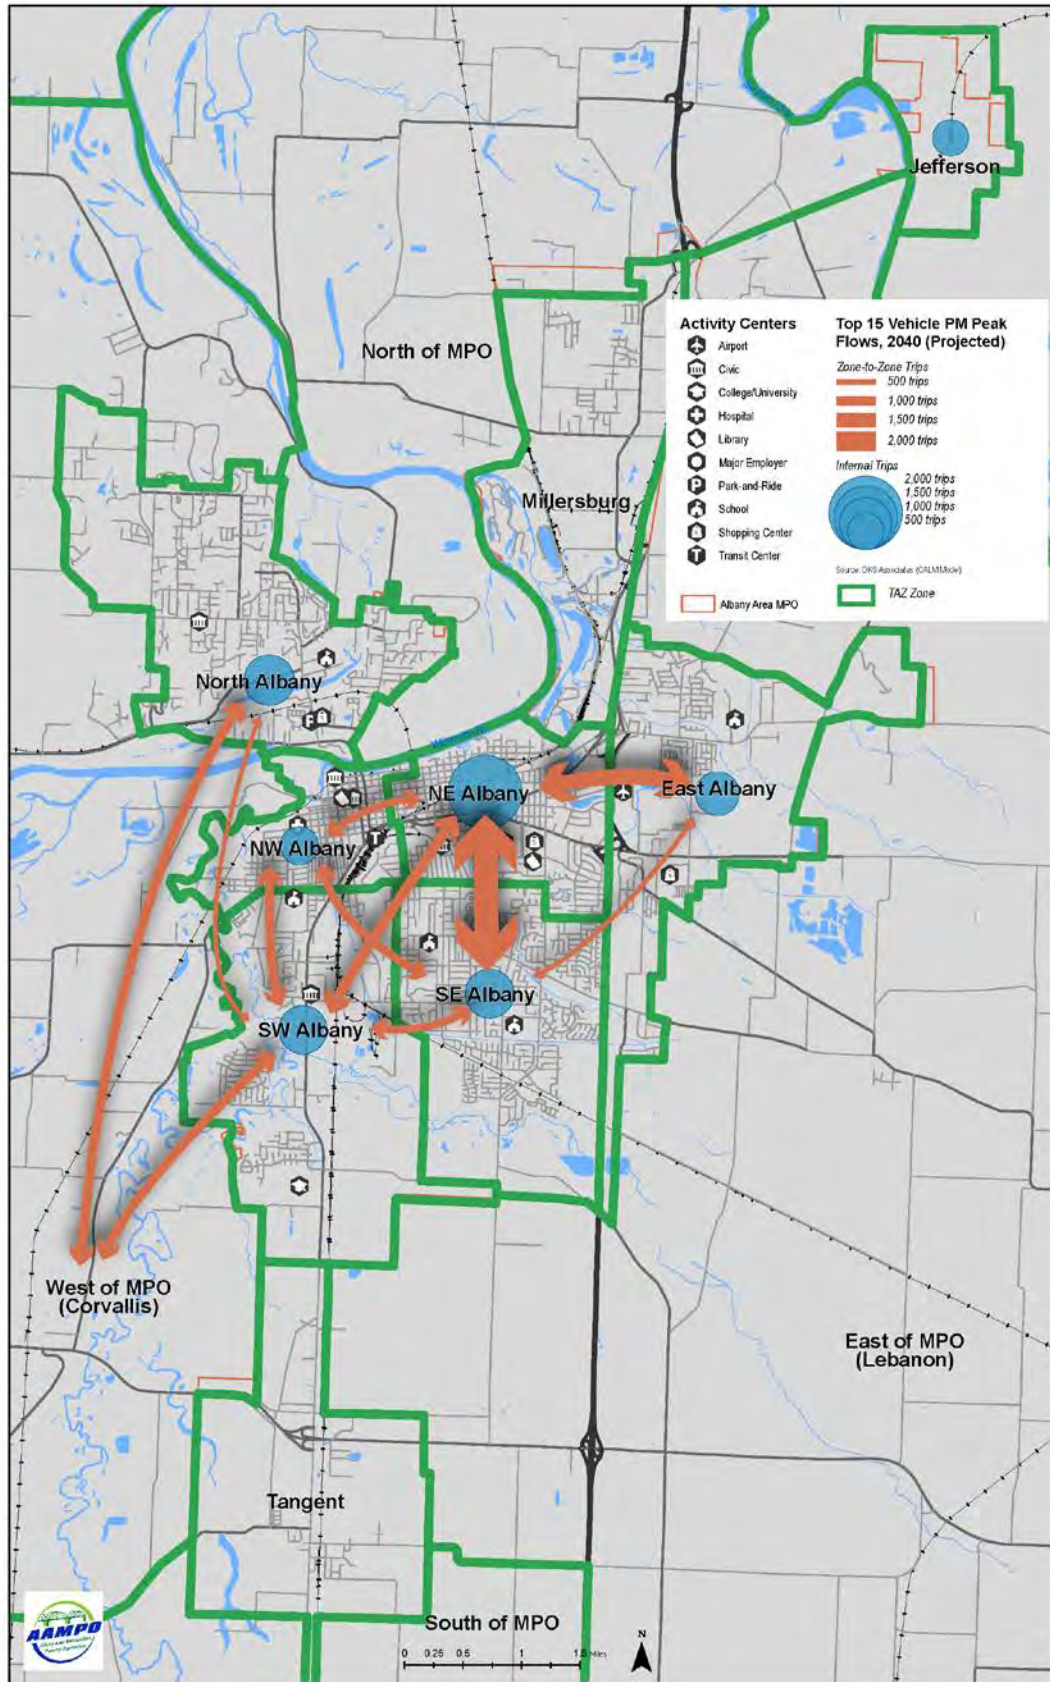 Jefferson
North of MPO
Activity Centers
Airport
Civic
College/University
Hospital
Library
Major Employer
Park-and-Ride
School
Shopping Center
Transit Center
Albany Area MPO
Top 15 Vehicle PM Peak
Flows, 2040 (Projected)
Zone-to-Zone Trips
500 trips
1,000 trips
1,500 trips
2,000 trips
Internal Trips
2,000 trips
1,500 trips
1,000 trips
500 trips
Source: DKS Associates (CALM Model)
TAZ Zone
Millersburg
North Albany
P
NE Albany
East Albany
NW Albany
T
SE Albany
SW Albany
West of MPO
(Corvallis)
East of MPO
(Lebanon)
Tangent
South of MPO
AAMPO
N
0 0.25 0.5 1 1.5 Miles